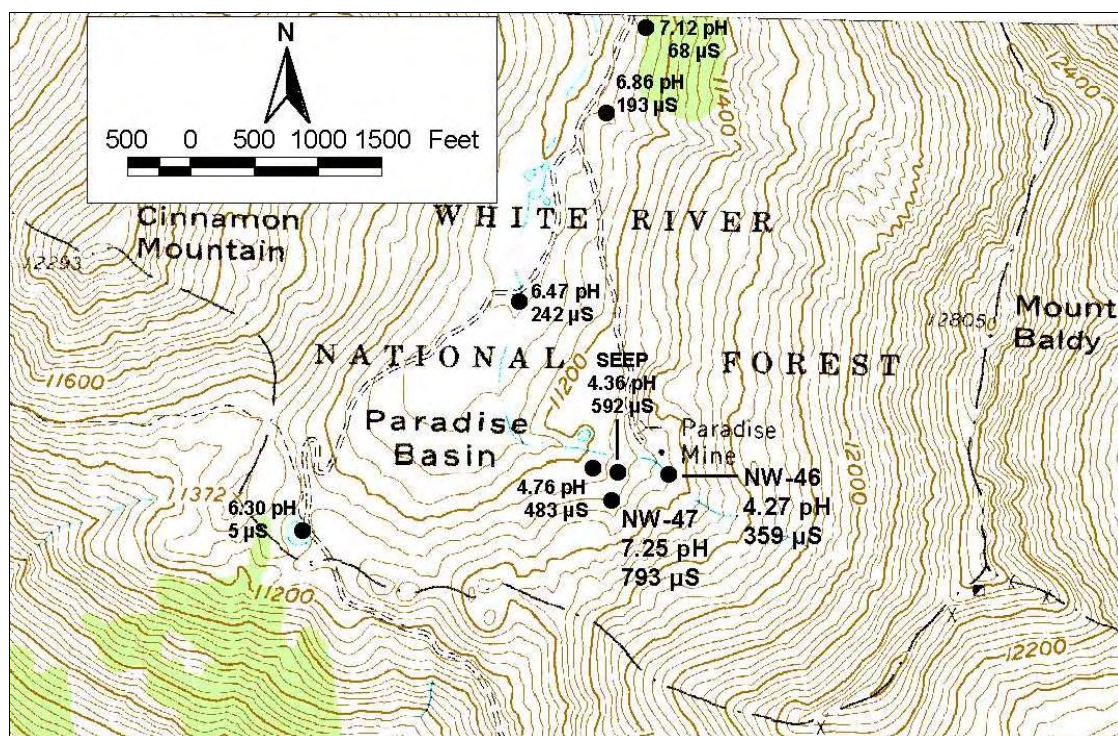 N
500 0 500 1000 1500 Feet
7.12 pH
68 µS
6.86 pH
193 µS
11400
12400
Cinnamon
Mountain
12293
WHITE RIVER
6.47 pH
242 µS
12805
Mount
Baldy
NATIONAL FOREST
SEEP
4.36 pH
592 µS
11200
11600
Paradise
Basin
Paradise
Mine
12000
11372
6.30 pH
5 µS
4.76 pH
483 µS
NW-46
4.27 pH
359 µS
NW-47
7.25 pH
793 µS
11200
12200
X
X
X
X